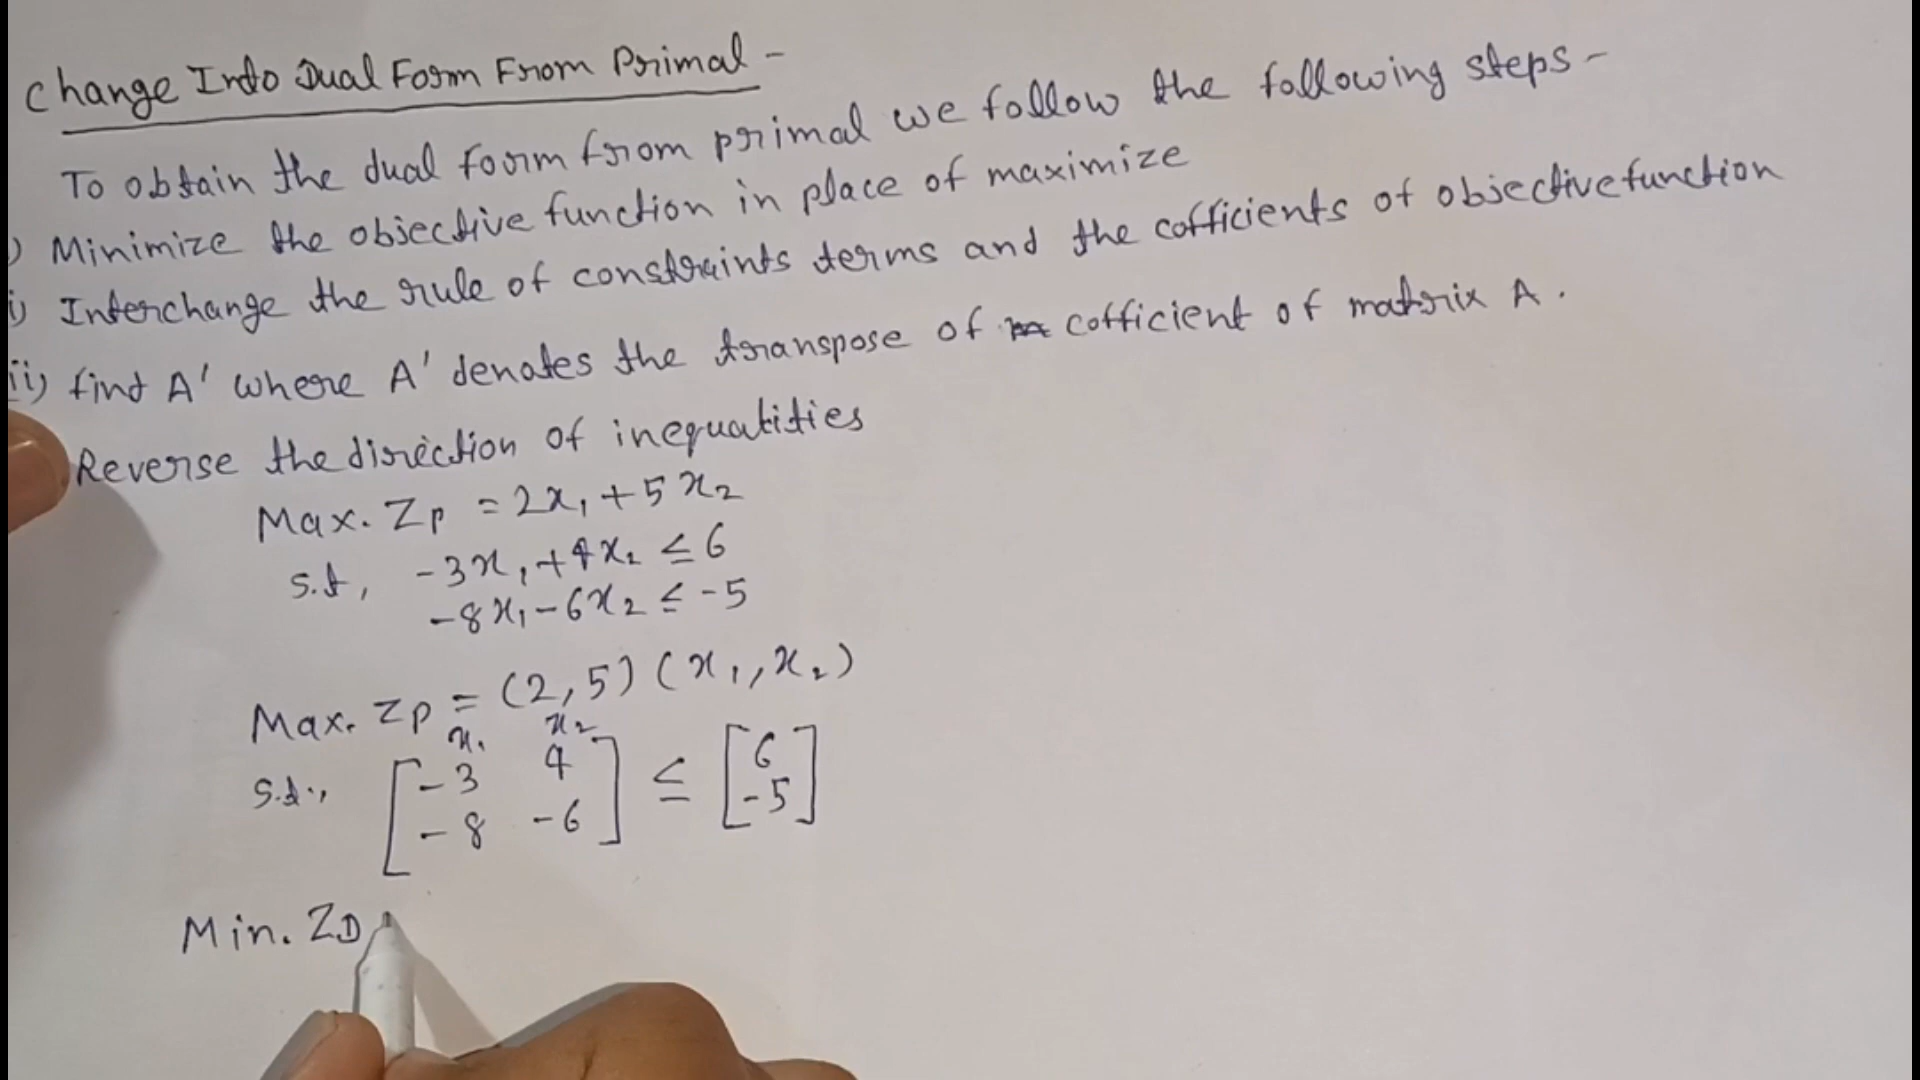 Change Into Dual Form From Primal -
To obtain the dual form from primal we follow the following steps -
) Minimize the objective function in place of maximize
i) Interchange the rule of constraints terms and the cofficients of objective function
ii) find A' where A' denotes the transpose of cofficient of matrix A.
Reverse the direction of inequatities
Max. Zp = 2x₁ + 5x₂
s.t, -3x₁ + 4x₂ ≤ 6
-8x₁ - 6x₂ ≤ -5
Max. Zp = (2, 5) (x₁, x₂)
x₁ x₂
s.t., [-3 4] ≤ [6]
[-8 -6] [-5]
Min. ZD